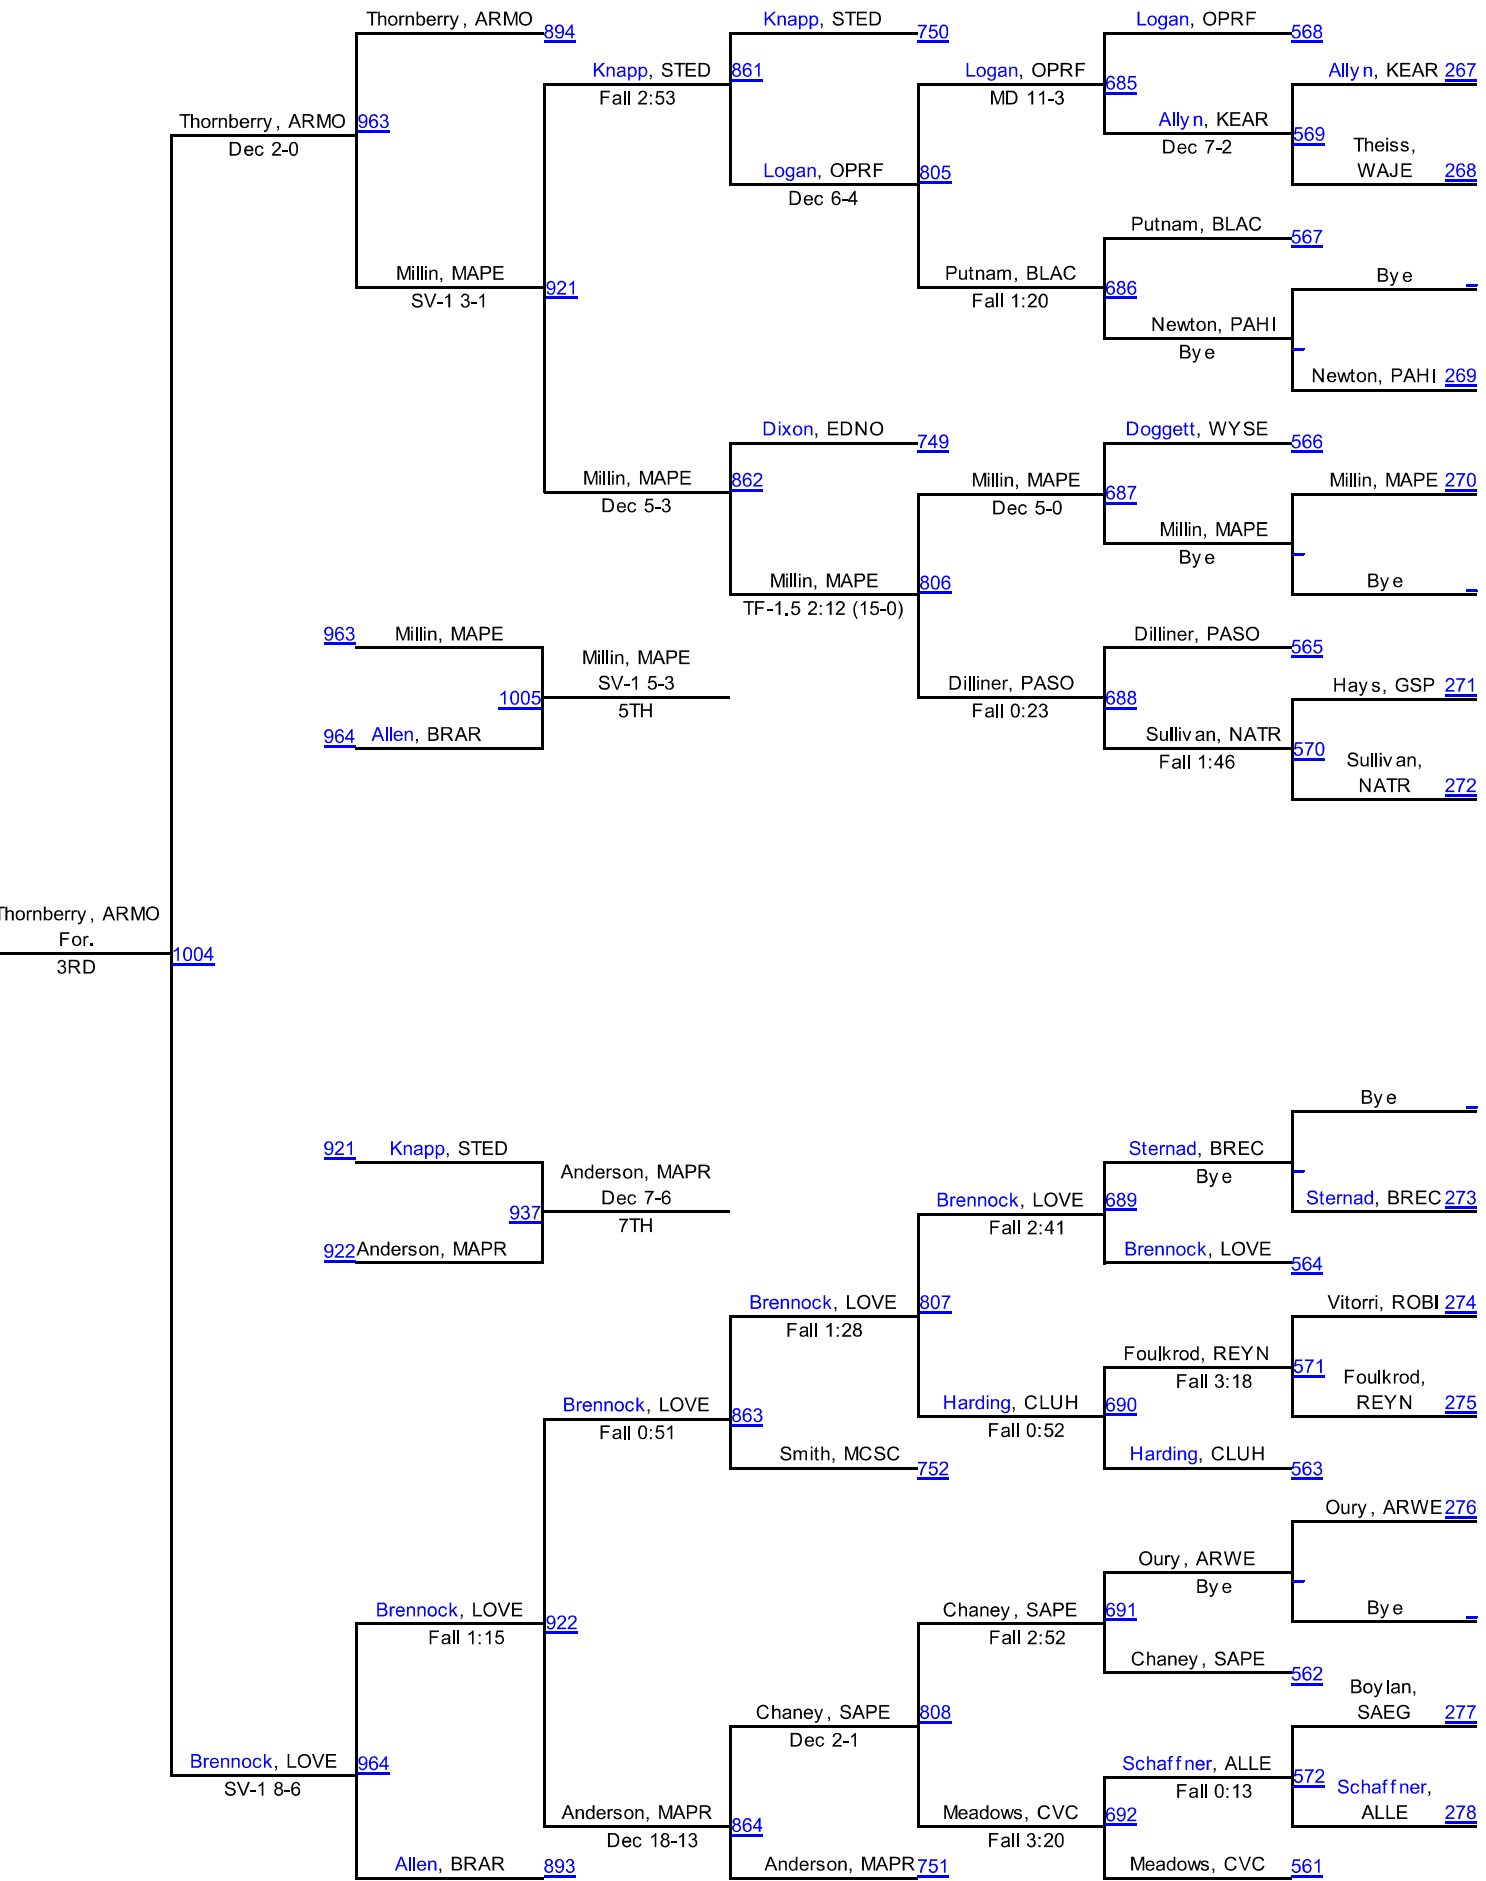 Thornberry, ARMO 894
Knapp, STED 750
Logan, OPRF 568
Knapp, STED 861
Fall 2:53
Logan, OPRF 685
MD 11-3
Allyn, KEAR 267
Thornberry, ARMO 963
Dec 2-0
Allyn, KEAR 569
Dec 7-2
Theiss,
WAJE 268
Logan, OPRF 805
Dec 6-4
Putnam, BLAC 567
Millin, MAPE 921
SV-1 3-1
Putnam, BLAC 686
Fall 1:20
Bye
Newton, PAHI
Bye
Newton, PAHI 269
Dixon, EDNO 749
Doggett, WYSE 566
Millin, MAPE 862
Dec 5-3
Millin, MAPE 687
Dec 5-0
Millin, MAPE 270
Millin, MAPE
Bye
Millin, MAPE 806
TF-1.5 2:12 (15-0)
Bye
963 Millin, MAPE
Dilliner, PASO 565
Millin, MAPE
SV-1 5-3
1005
5TH
Dilliner, PASO 688
Fall 0:23
Hays, GSP 271
964 Allen, BRAR
Sullivan, NATR 570
Fall 1:46
Sullivan,
NATR 272
Thornberry, ARMO
For.
1004
3RD
Bye
921 Knapp, STED
Sternad, BREC
Bye
Anderson, MAPR
Dec 7-6
937
7TH
Brennock, LOVE 689
Fall 2:41
Sternad, BREC 273
922 Anderson, MAPR
Brennock, LOVE 564
Brennock, LOVE 807
Fall 1:28
Vitorri, ROBI 274
Foulkrod, REYN 571
Fall 3:18
Foulkrod,
REYN 275
Brennock, LOVE 863
Fall 0:51
Harding, CLUH 690
Fall 0:52
Smith, MCSC 752
Harding, CLUH 563
Oury, ARWE 276
Oury, ARWE
Bye
Brennock, LOVE 922
Fall 1:15
Chaney, SAPE 691
Fall 2:52
Bye
Chaney, SAPE 562
Boylan,
SAEG 277
Chaney, SAPE 808
Dec 2-1
Brennock, LOVE 964
SV-1 8-6
Schaffner, ALLE 572
Fall 0:13
Schaffner,
ALLE 278
Anderson, MAPR 864
Dec 18-13
Meadows, CVC 692
Fall 3:20
Allen, BRAR 893
Anderson, MAPR 751
Meadows, CVC 561